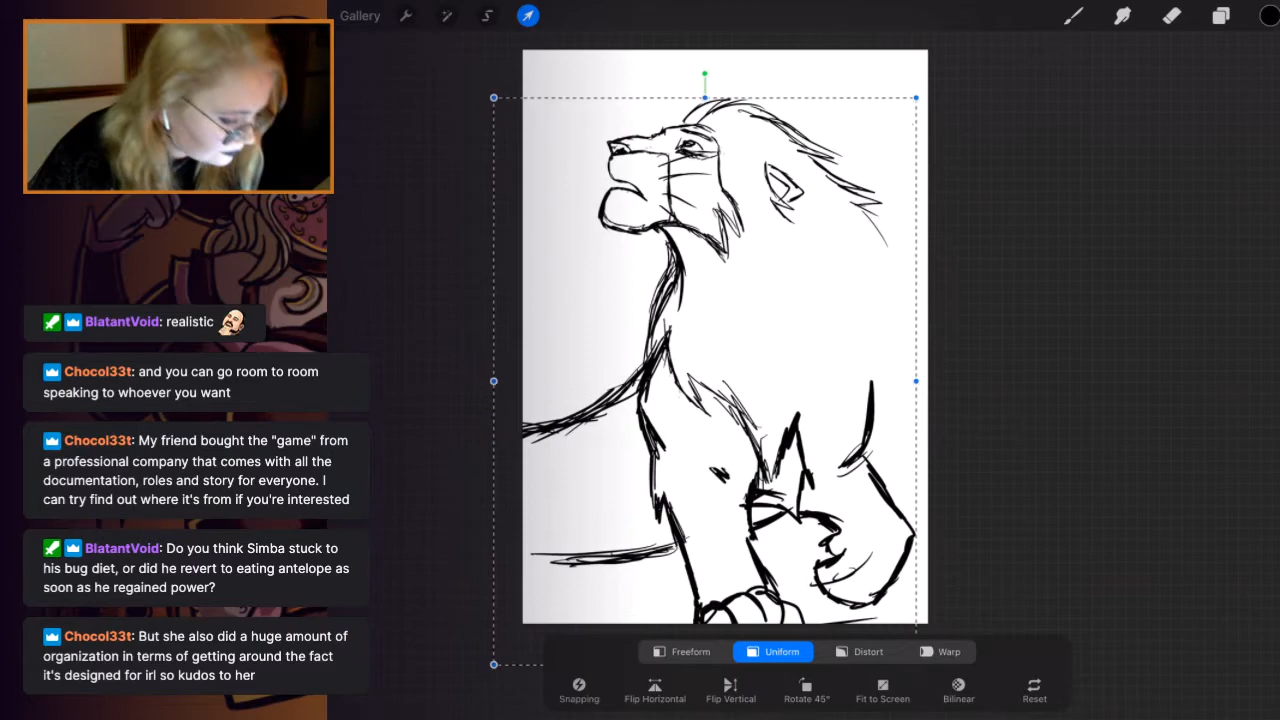 Gallery
BlatantVoid: realistic
Chocol33t: and you can go room to room
speaking to whoever you want
Chocol33t: My friend bought the "game" from
a professional company that comes with all the
documentation, roles and story for everyone. I
can try find out where it's from if you're interested
BlatantVoid: Do you think Simba stuck to
his bug diet, or did he revert to eating antelope as
soon as he regained power?
Chocol33t: But she also did a huge amount of
organization in terms of getting around the fact
it's designed for irl so kudos to her
Freeform Uniform Distort Warp
Snapping Flip Horizontal Flip Vertical Rotate 45° Fit to Screen Bilinear Reset